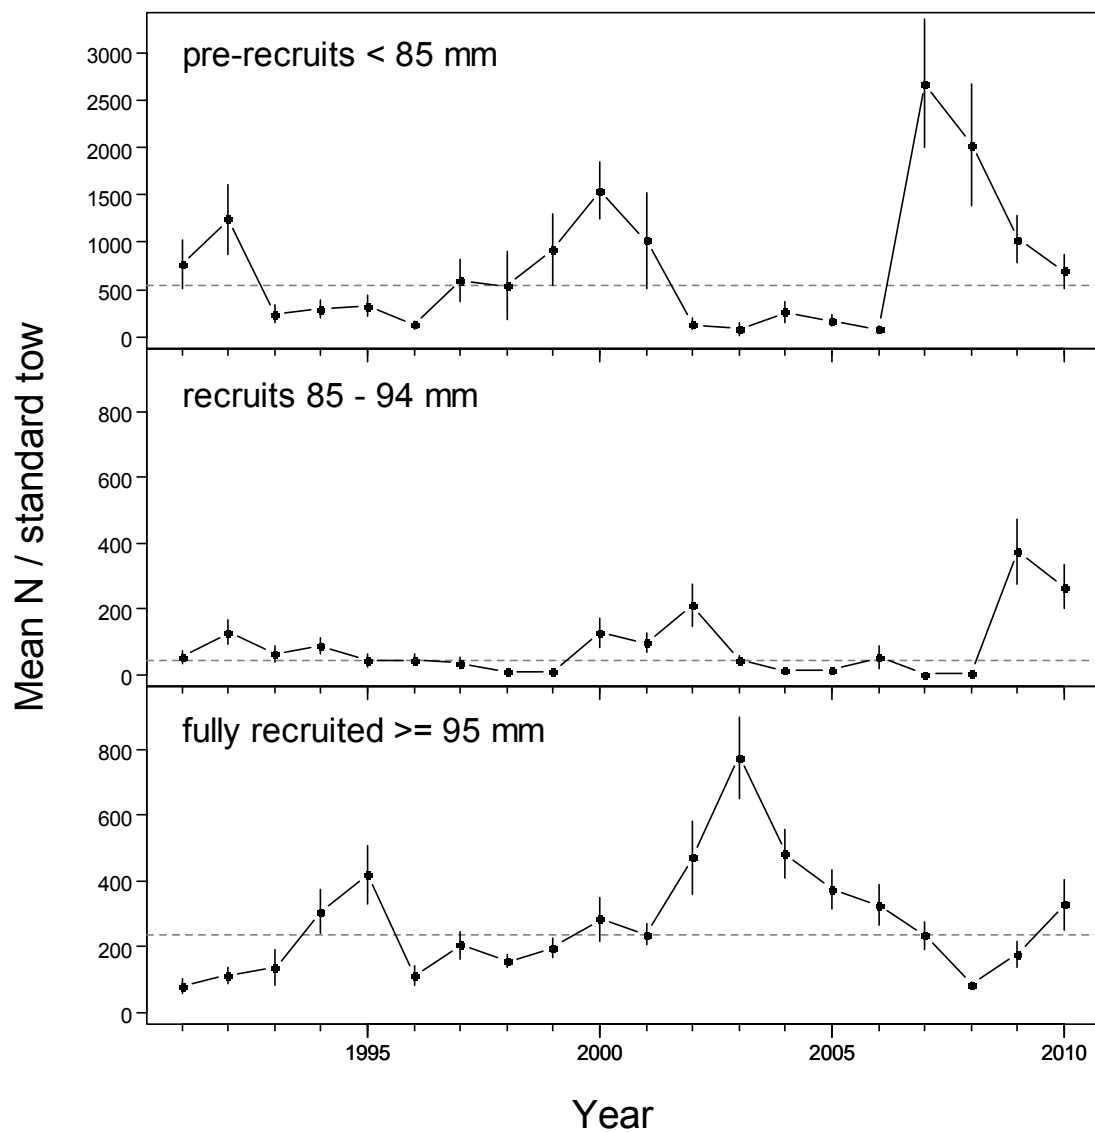 pre-recruits < 85 mm
3000
2500
2000
1500
1000
500
0
recruits 85 - 94 mm
800
600
400
200
0
fully recruited >= 95 mm
800
600
400
200
0
Mean N / standard tow
1995 2000 2005 2010
Year